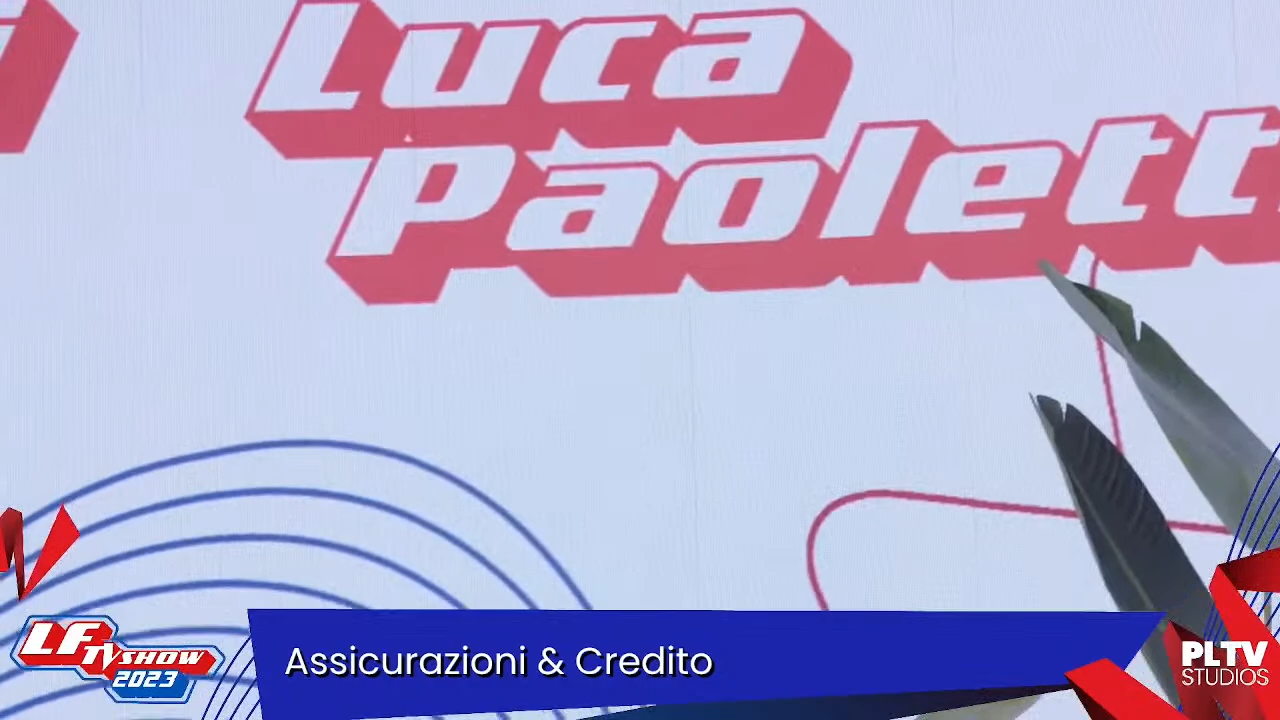 Luca
Paolett
Assicurazioni & Credito
LF
TV SHOW
2023
PLTV
STUDIOS